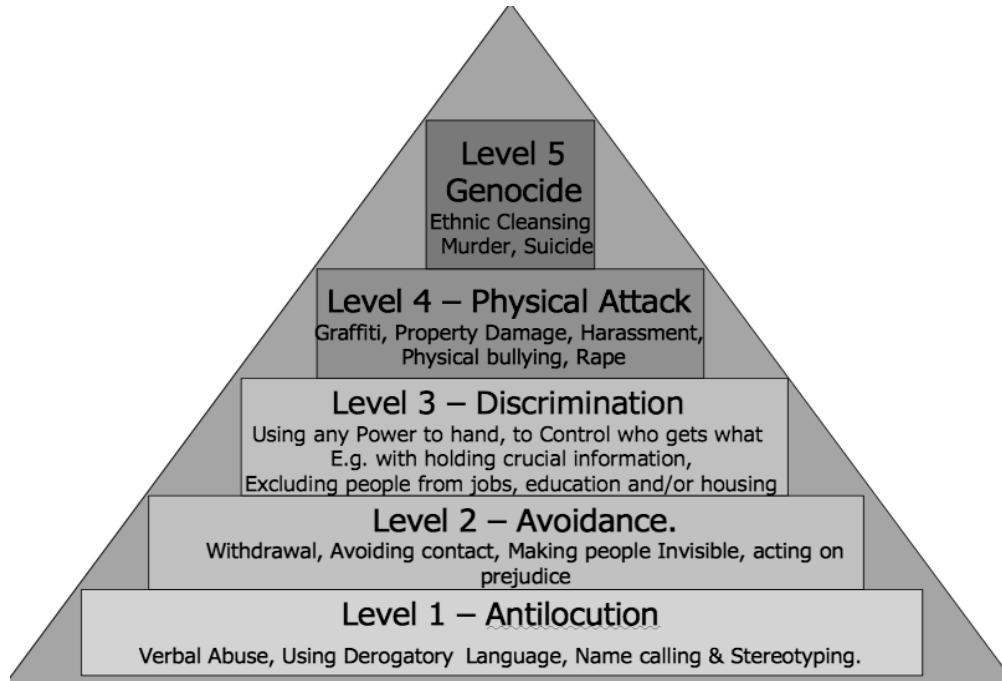 Level 5
Genocide
Ethnic Cleansing
Murder, Suicide
Level 4 – Physical Attack
Graffiti, Property Damage, Harassment,
Physical bullying, Rape
Level 3 – Discrimination
Using any Power to hand, to Control who gets what
E.g. with holding crucial information,
Excluding people from jobs, education and/or housing
Level 2 – Avoidance.
Withdrawal, Avoiding contact, Making people Invisible, acting on
prejudice
Level 1 – Antilocution
Verbal Abuse, Using Derogatory Language, Name calling & Stereotyping.